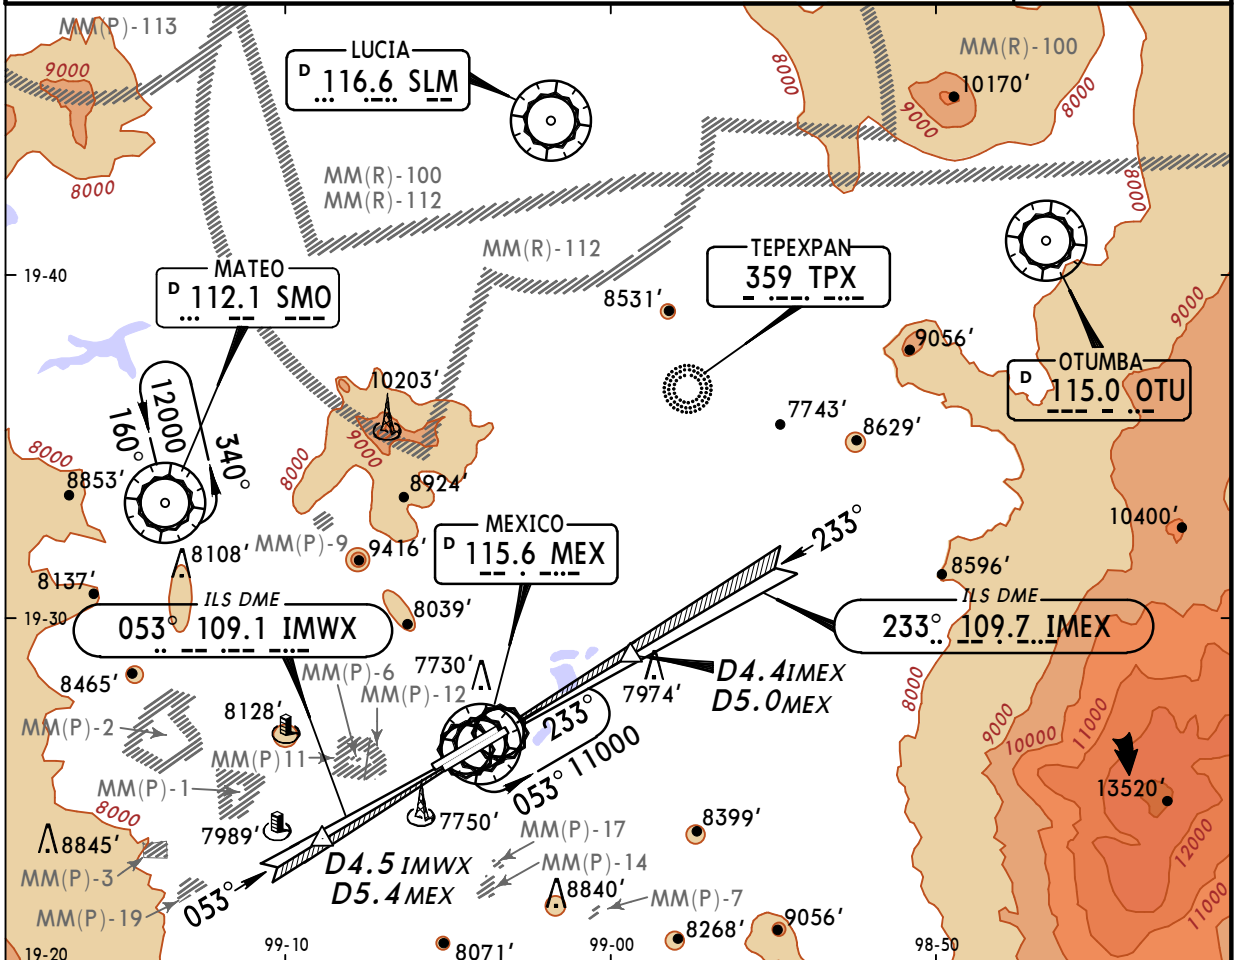 MM(P)-113
9000
8000
LUCIA
D 116.6 SLM
8000
MM(R)-100
10170'
9000
8000
8000
MM(R)-100
MM(R)-112
MM(R)-112
19-40
MATEO
D 112.1 SMO
TEPEXPAN
359 TPX
8531'
9000
9056'
OTUMBA
D 115.0 OTU
12000
160°
340°
10203'
9000
8000
7743'
8629'
8000
8853'
8924'
10400'
MM(P)-9
9416'
MEXICO
D 115.6 MEX
233°
8108'
8137'
8596'
19-30
ILS DME
053° 109.1 IMWX
8039'
ILS DME
233° 109.7 IMEX
8465'
MM(P)-6
MM(P)-12
7730'
7974'
D4.4 IMEX
D5.0 MEX
8000
9000
10000
11000
MM(P)-2
8128'
MM(P)11
233°
053° 11000
MM(P)-1
13520'
8000
7989'
7750'
8399'
MM(P)-17
MM(P)-14
12000
8845'
MM(P)-3
D4.5 IMWX
D5.4 MEX
8840'
MM(P)-7
11000
MM(P)-19
053°
9056'
8268'
8071'
19-20
99-10
99-00
98-50